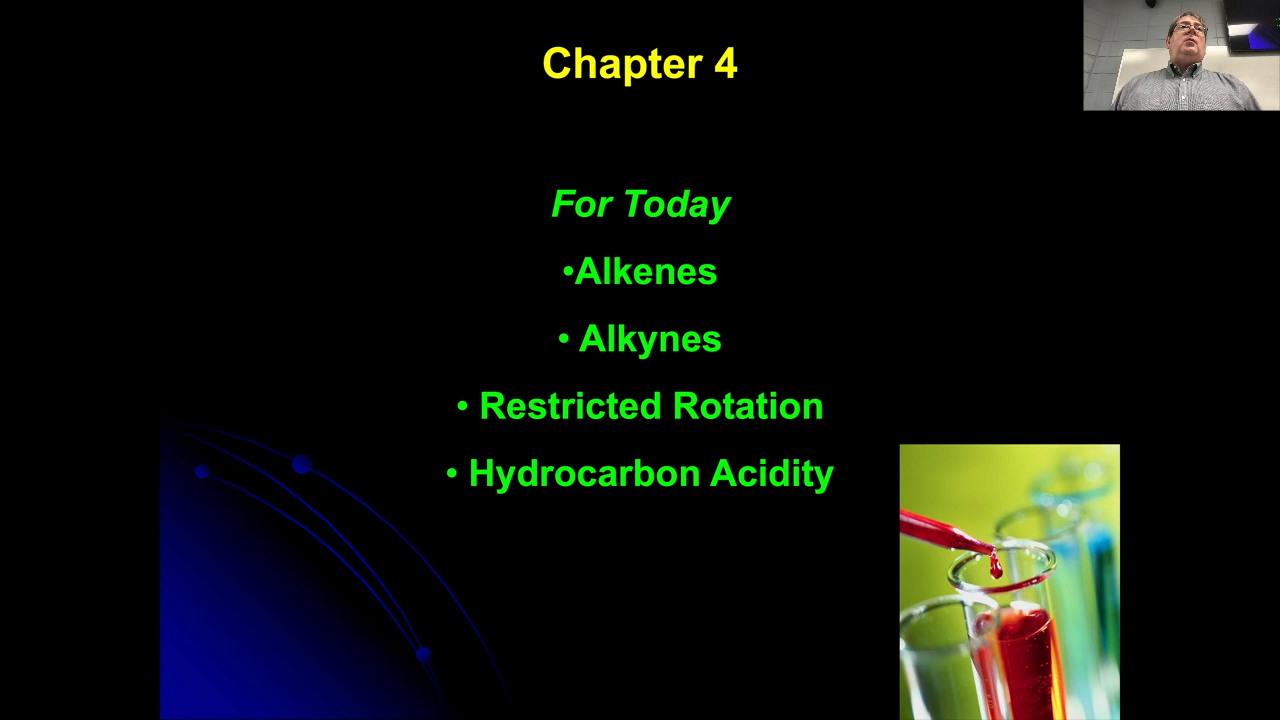 Chapter 4
For Today
•Alkenes
• Alkynes
• Restricted Rotation
• Hydrocarbon Acidity